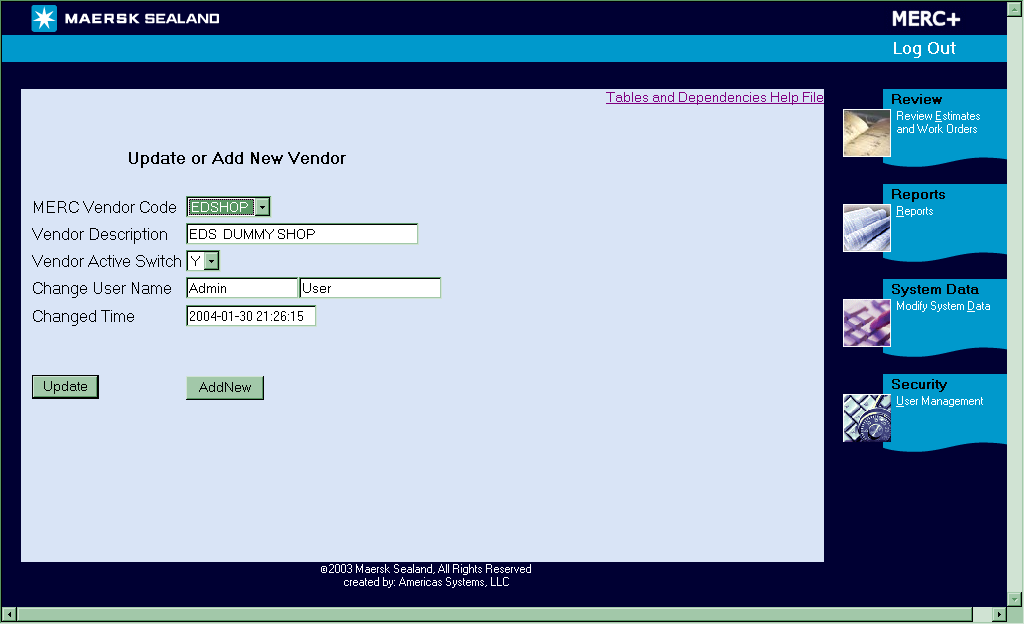 MAERSK SEALAND
MERC+
Log Out
Tables and Dependencies Help File
Update or Add New Vendor
MERC Vendor Code EDSHOP
Vendor Description EDS DUMMY SHOP
Vendor Active Switch Y
Change User Name Admin User
Changed Time 2004-01-30 21:26:15
Update AddNew
Review
Review Estimates
and Work Orders
Reports
Reports
System Data
Modify System Data
Security
User Management
©2003 Maersk Sealand, All Rights Reserved
created by: Americas Systems, LLC